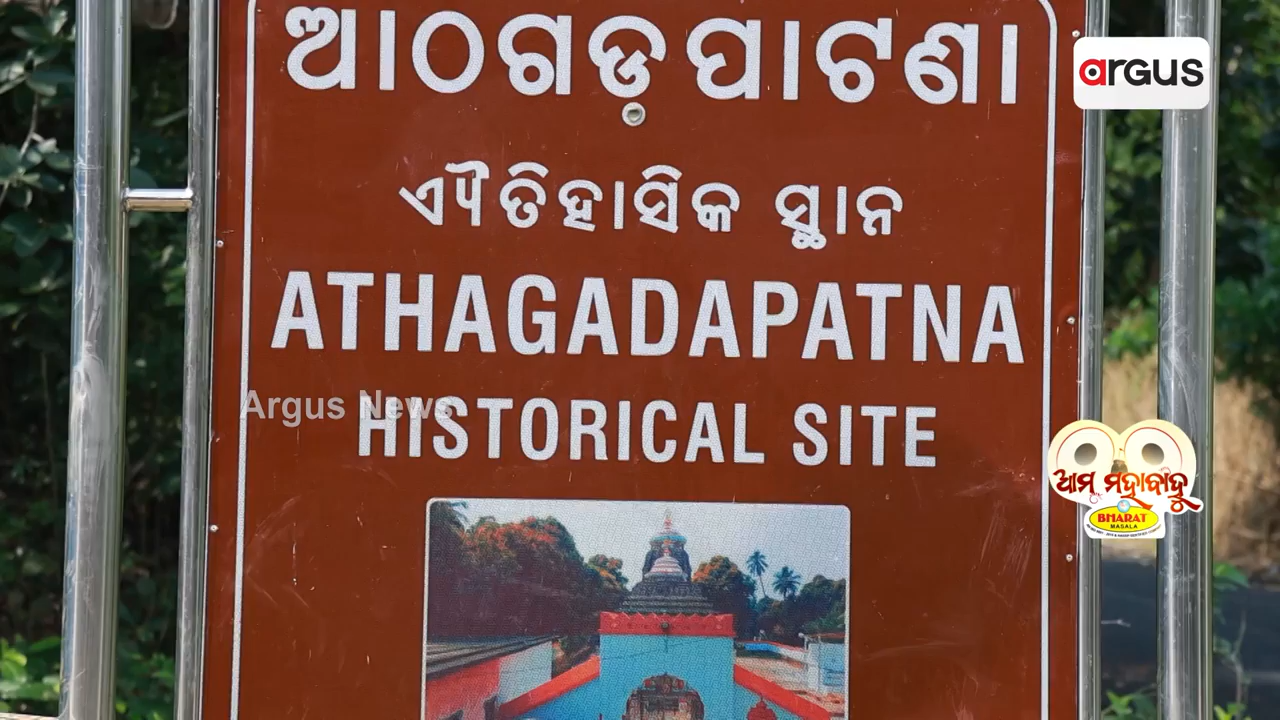 ଆଠଗଡ଼ପାଟଣା
argus
ଐତିହାସିକ ସ୍ଥାନ
ATHAGADAPATNA
Argus News
HISTORICAL SITE
ଆମ ମହାବାହୁ
BHARAT
MASALA